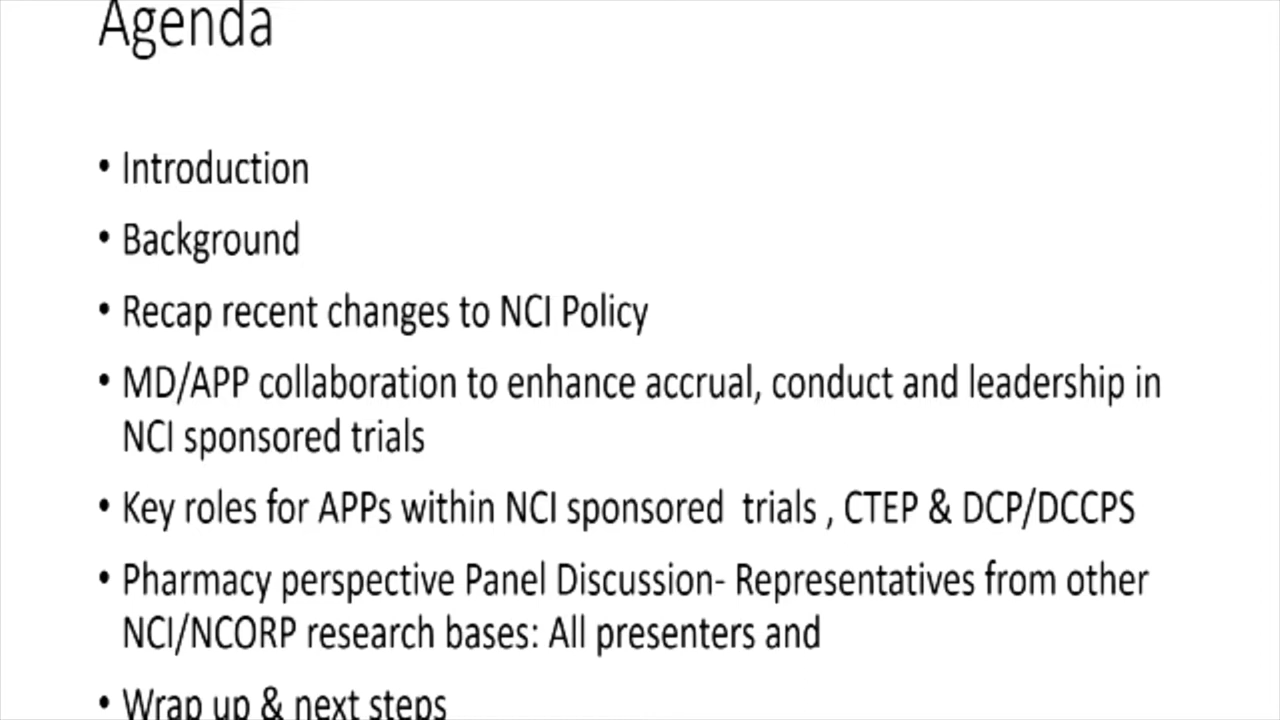 Agenda
• Introduction
• Background
• Recap recent changes to NCI Policy
• MD/APP collaboration to enhance accrual, conduct and leadership in
NCI sponsored trials
• Key roles for APPs within NCI sponsored  trials , CTEP & DCP/DCCPS
• Pharmacy perspective Panel Discussion- Representatives from other
NCI/NCORP research bases: All presenters and
• Wrap up & next steps